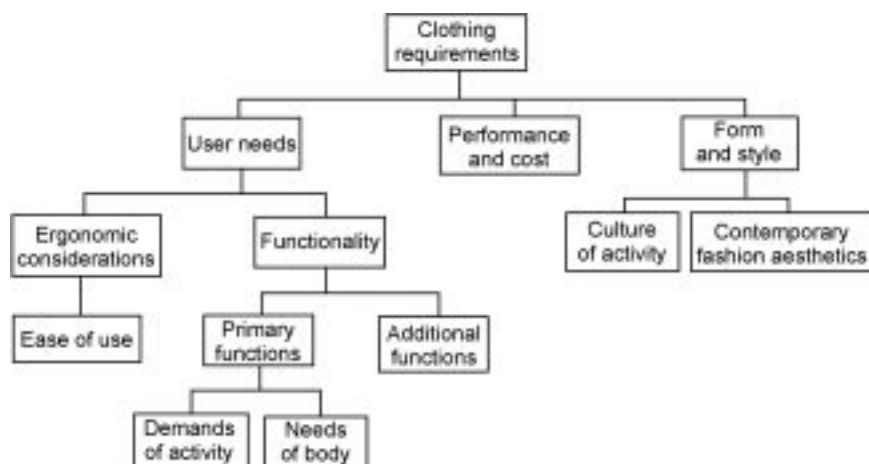 Clothing
requirements
User needs
Performance
and cost
Form
and style
Ergonomic
considerations
Functionality
Culture
of activity
Contemporary
fashion aesthetics
Ease of use
Primary
functions
Additional
functions
Demands
of activity
Needs
of body